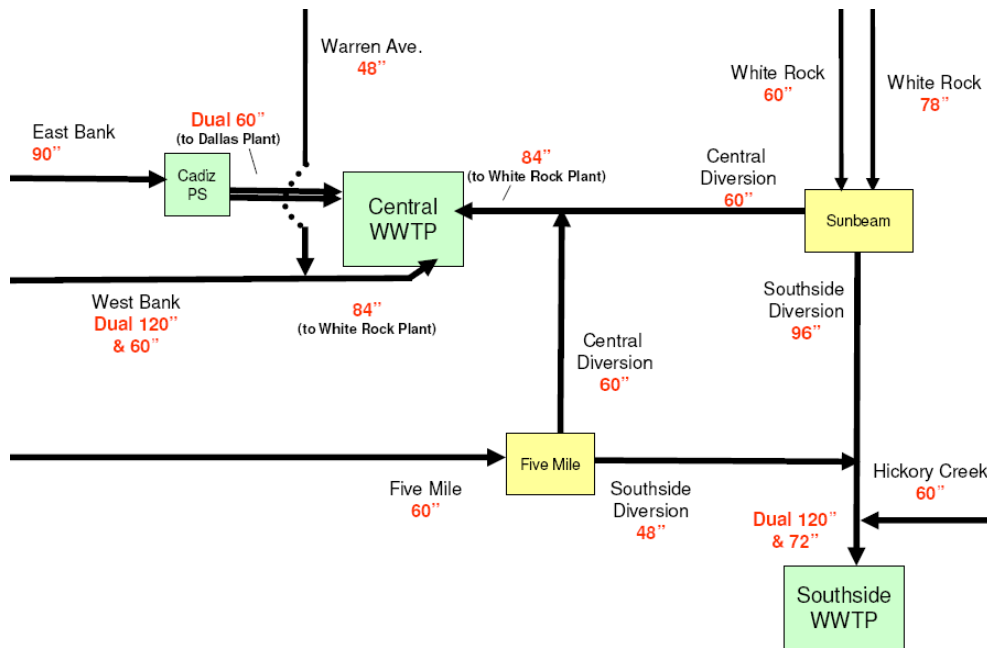 Warren Ave.
48”
White Rock
60”
White Rock
78”
East Bank
90”
Dual 60”
(to Dallas Plant)
Cadiz
PS
Central
WWTP
84”
(to White Rock Plant)
Central
Diversion
60”
Sunbeam
West Bank
Dual 120”
& 60”
84”
(to White Rock Plant)
Southside
Diversion
96”
Central
Diversion
60”
Five Mile
60”
Five Mile
Southside
Diversion
48”
Hickory Creek
60”
Dual 120”
& 72”
Southside
WWTP